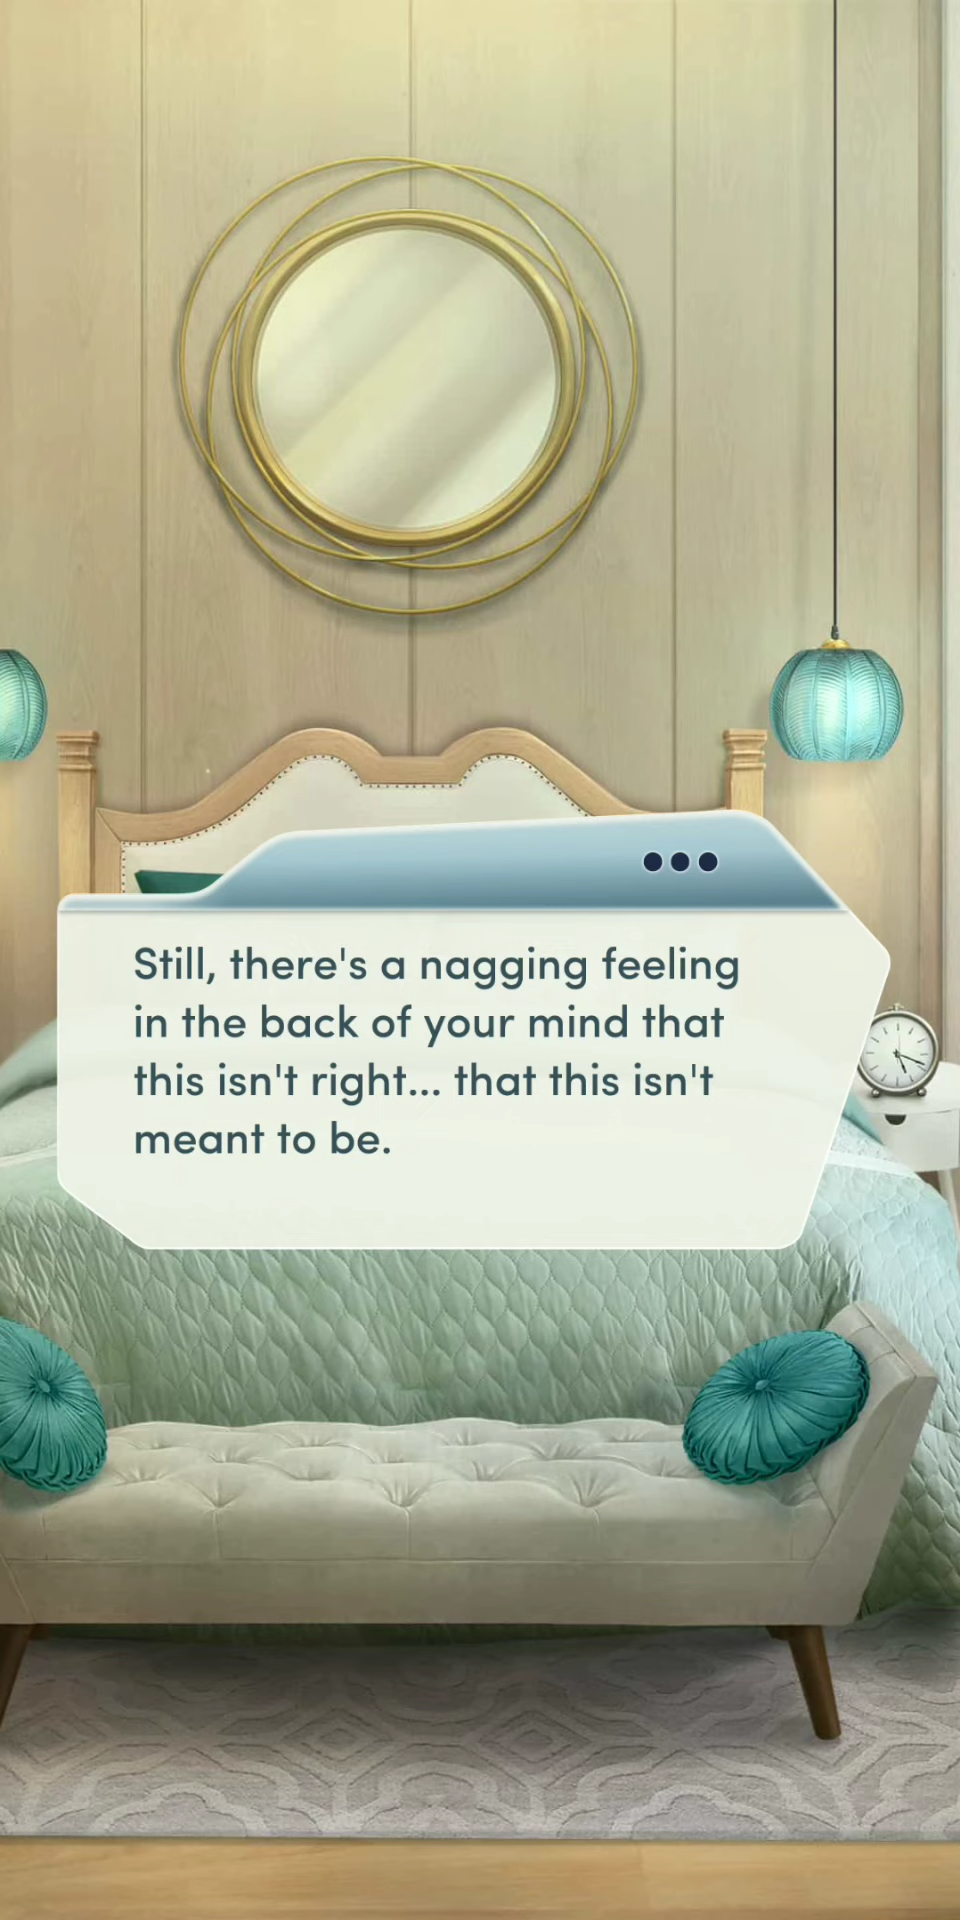 Still, there's a nagging feeling
in the back of your mind that
this isn't right... that this isn't
meant to be.